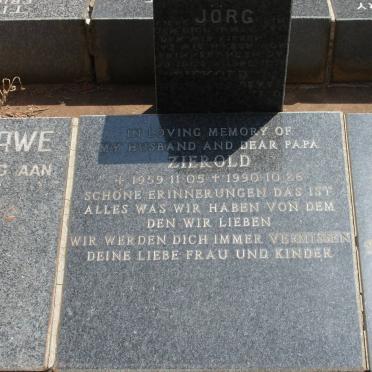 JÖRG
IN LOVING MEMORY OF
MY HUSBAND AND DEAR PAPA
ZIEROLD
+ 1959·11·05 + 1990·10·26
SCHÖNE ERINNERUNGEN DAS IST
ALLES WAS WIR HABEN VON DEM
DEN WIR LIEBEN
WIR WERDEN DICH IMMER VERMISSEN
DEINE LIEBE FRAU UND KINDER
AWE
G AAN